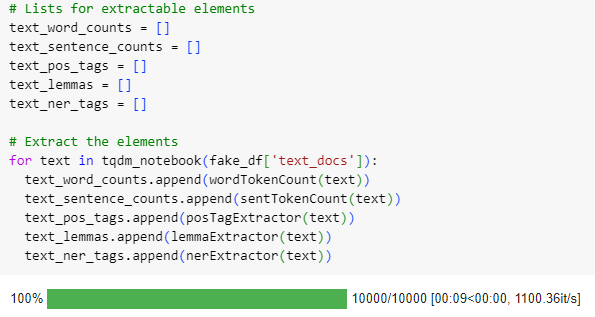 # Lists for extractable elements
text_word_counts = []
text_sentence_counts = []
text_pos_tags = []
text_lemmas = []
text_ner_tags = []

# Extract the elements
for text in tqdm_notebook(fake_df['text_docs']):
  text_word_counts.append(wordTokenCount(text))
  text_sentence_counts.append(sentTokenCount(text))
  text_pos_tags.append(posTagExtractor(text))
  text_lemmas.append(lemmaExtractor(text))
  text_ner_tags.append(nerExtractor(text))
100% 10000/10000 [00:09<00:00, 1100.36it/s]